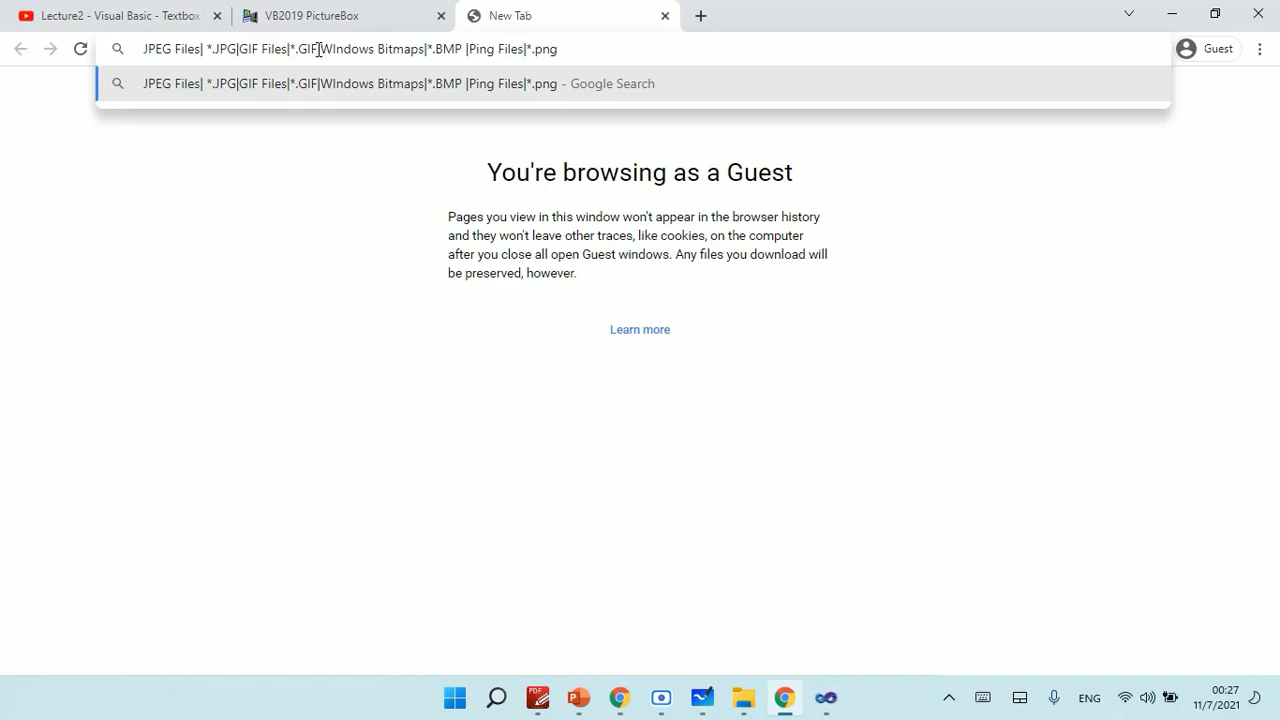 Lecture2 - Visual Basic - Textbox
VB2019 PictureBox
New Tab
JPEG Files| *.JPG|GIF Files|*.GIF|WIndows Bitmaps|*.BMP |Ping Files|*.png
Guest
JPEG Files| *.JPG|GIF Files|*.GIF|WIndows Bitmaps|*.BMP |Ping Files|*.png - Google Search
You're browsing as a Guest
Pages you view in this window won't appear in the browser history
and they won't leave other traces, like cookies, on the computer
after you close all open Guest windows. Any files you download will
be preserved, however.
Learn more
PDF
ENG
00:27
11/7/2021